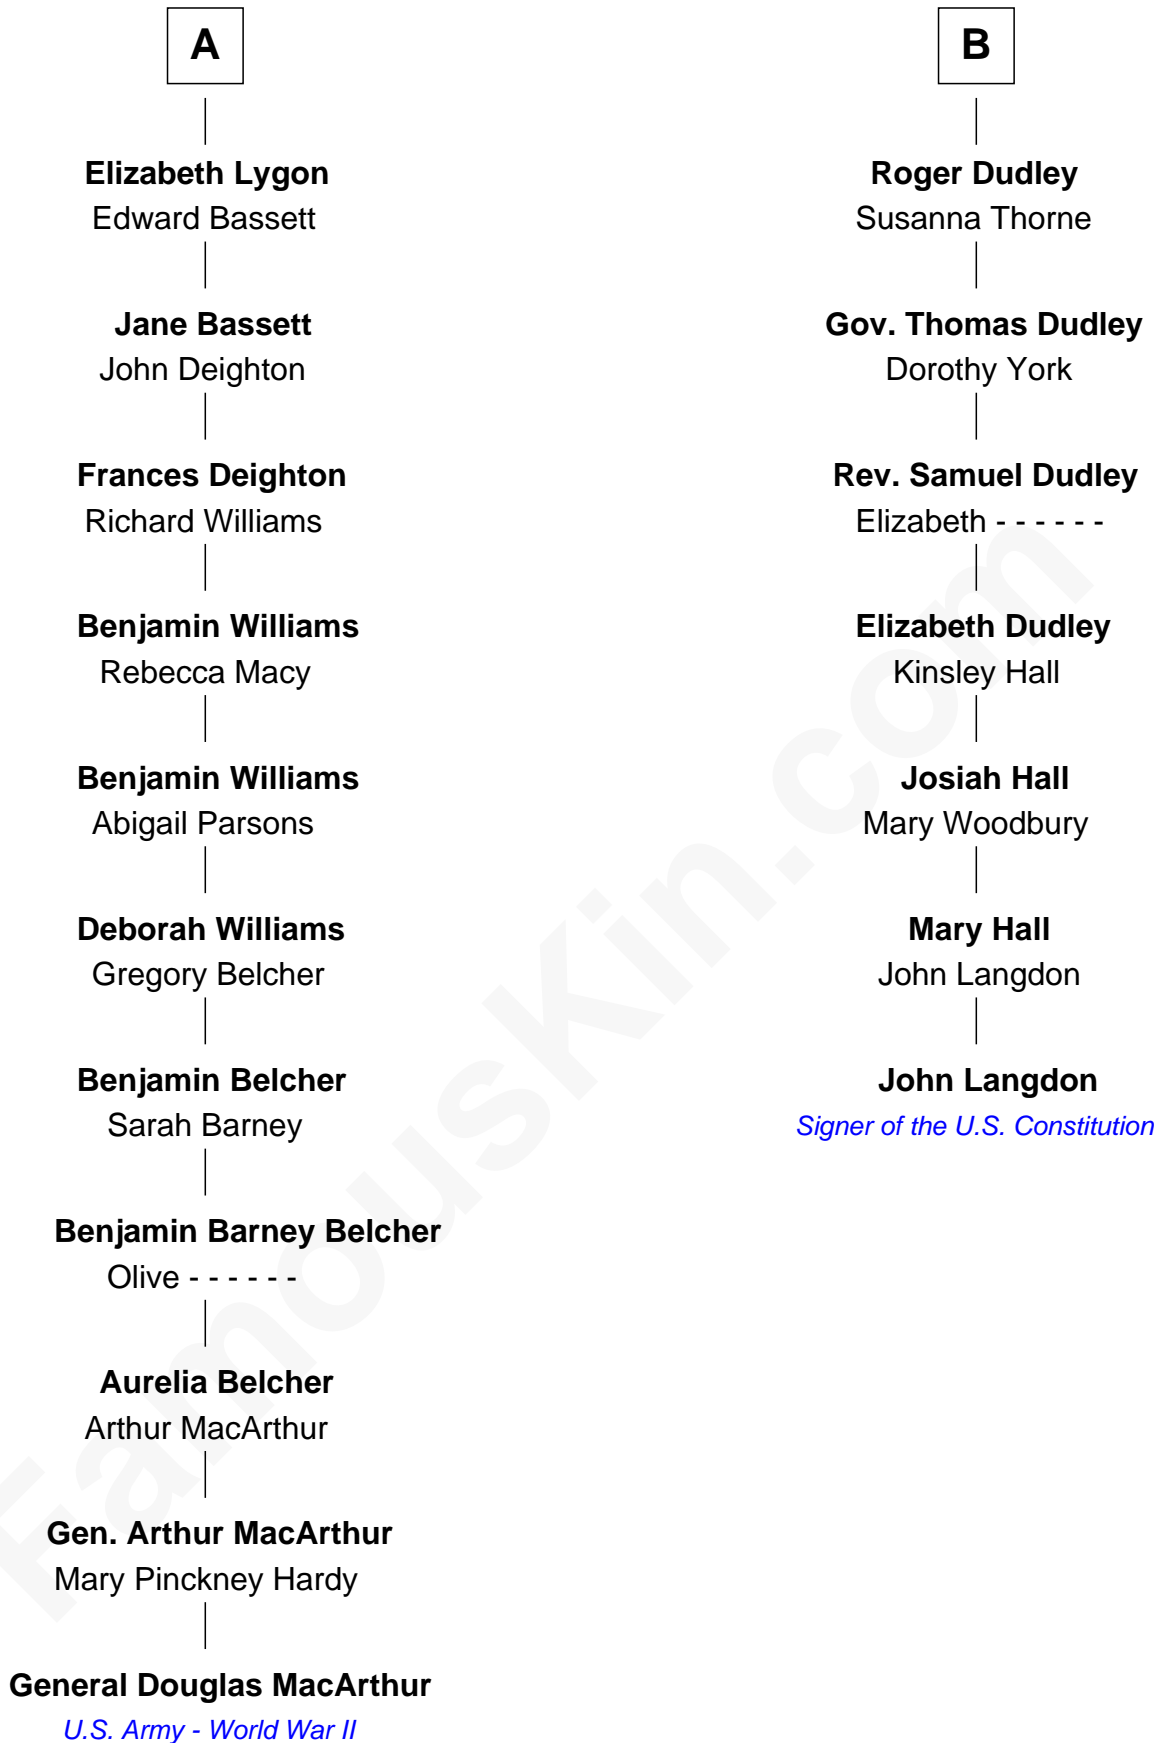 A
Elizabeth Lygon
Edward Bassett
Jane Bassett
John Deighton
Frances Deighton
Richard Williams
Benjamin Williams
Rebecca Macy
Benjamin Williams
Abigail Parsons
Deborah Williams
Gregory Belcher
Benjamin Belcher
Sarah Barney
Benjamin Barney Belcher
Olive - - - - - -
Aurelia Belcher
Arthur MacArthur
Gen. Arthur MacArthur
Mary Pinckney Hardy
General Douglas MacArthur
U.S. Army - World War II
B
Roger Dudley
Susanna Thorne
Gov. Thomas Dudley
Dorothy York
Rev. Samuel Dudley
Elizabeth - - - - - -
Elizabeth Dudley
Kinsley Hall
Josiah Hall
Mary Woodbury
Mary Hall
John Langdon
John Langdon
Signer of the U.S. Constitution
FamousKin.com